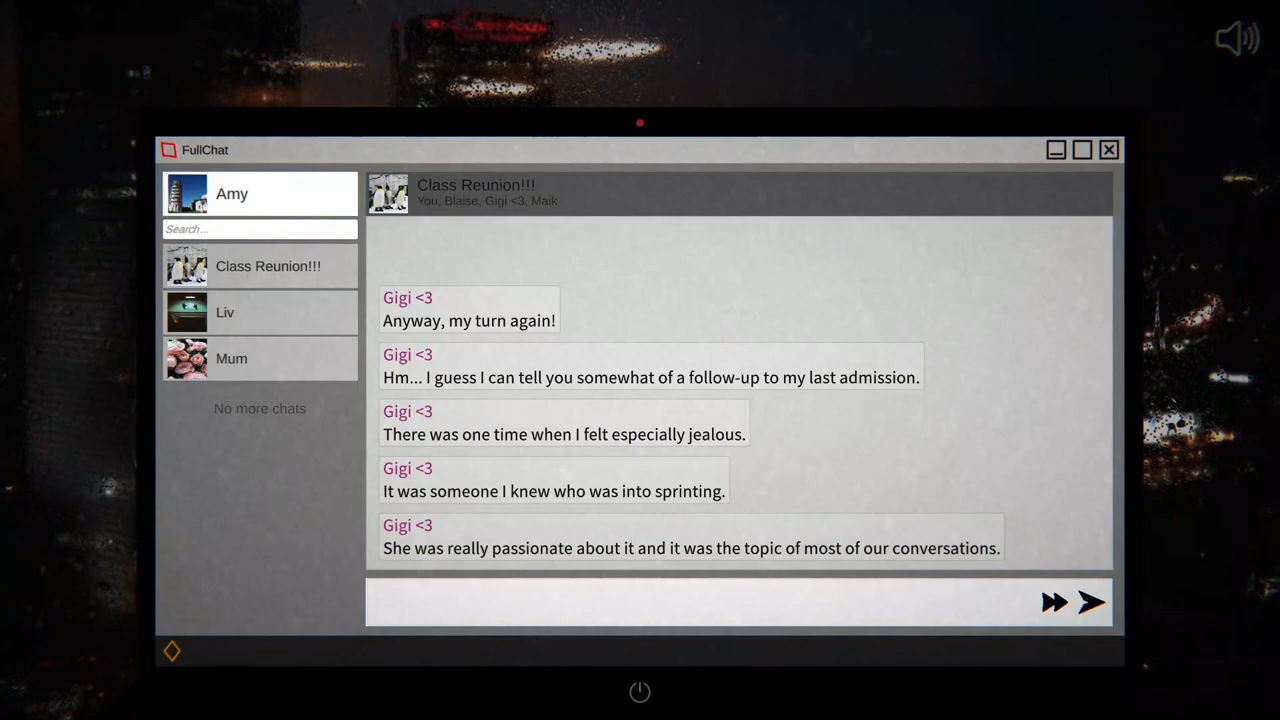 FullChat
Amy
Search...
Class Reunion!!!
Liv
Mum
No more chats
Class Reunion!!!
You, Blaise, Gigi <3, Maik
Gigi <3
Anyway, my turn again!
Gigi <3
Hm... I guess I can tell you somewhat of a follow-up to my last admission.
Gigi <3
There was one time when I felt especially jealous.
Gigi <3
It was someone I knew who was into sprinting.
Gigi <3
She was really passionate about it and it was the topic of most of our conversations.